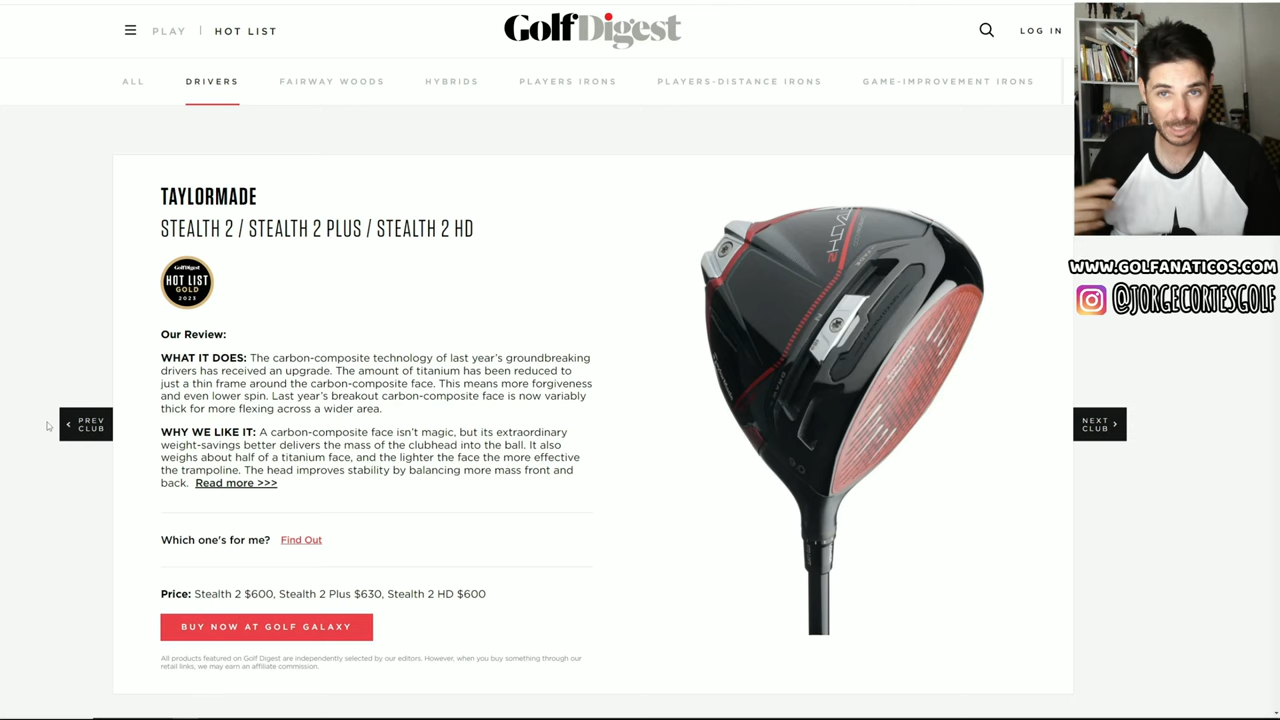 PLAY | HOT LIST
GolfDigest
LOG IN
ALL
DRIVERS
FAIRWAY WOODS
HYBRIDS
PLAYERS IRONS
PLAYERS-DISTANCE IRONS
GAME-IMPROVEMENT IRONS
TAYLORMADE
STEALTH 2 / STEALTH 2 PLUS / STEALTH 2 HD
GolfDigest
HOT LIST
GOLD
2023
Our Review:
WHAT IT DOES: The carbon-composite technology of last year's groundbreaking
drivers has received an upgrade. The amount of titanium has been reduced to
just a thin frame around the carbon-composite face. This means more forgiveness
and even lower spin. Last year's breakout carbon-composite face is now variably
thick for more flexing across a wider area.
WHY WE LIKE IT: A carbon-composite face isn't magic, but its extraordinary
weight-savings better delivers the mass of the clubhead into the ball. It also
weighs about half of a titanium face, and the lighter the face the more effective
the trampoline. The head improves stability by balancing more mass front and
back. Read more >>>
Which one's for me? Find Out
Price: Stealth 2 $600, Stealth 2 Plus $630, Stealth 2 HD $600
BUY NOW AT GOLF GALAXY
All products featured on Golf Digest are independently selected by our editors. However, when you buy something through our
retail links, we may earn an affiliate commission.
< PREV
CLUB
NEXT
CLUB >
WWW.GOLFANATICOS.COM
@JORGECORTESGOLF